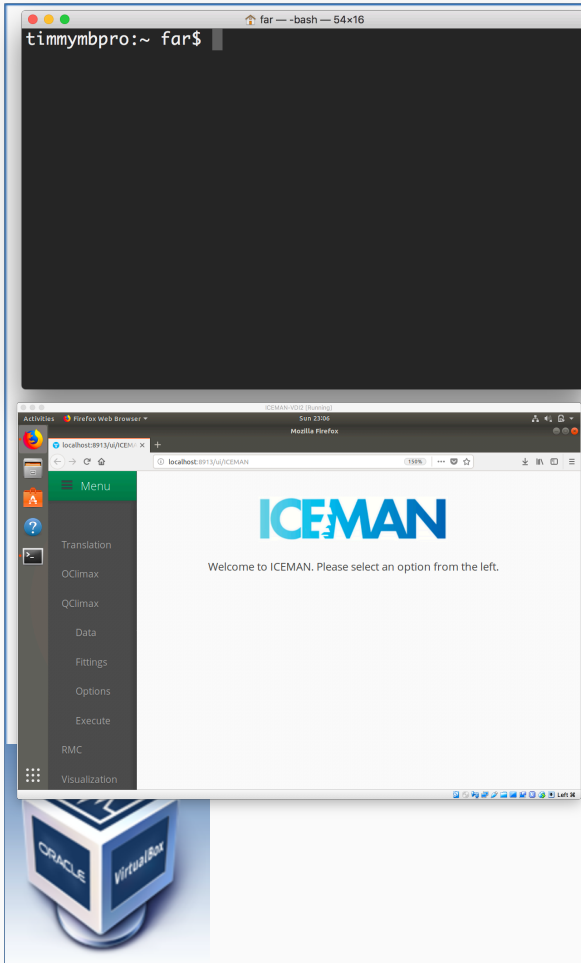 far — -bash — 54×16
timmymbpro:~ far$
ICEMAN-VDI2 [Running]
Activities Firefox Web Browser ▾ Sun 23:06
Mozilla Firefox
localhost:8913/ui/ICEMA × +
localhost:8913/ui/ICEMAN 150% ...
Menu
ICEMAN
Welcome to ICEMAN. Please select an option from the left.
Translation
OClimax
QClimax
Data
Fittings
Options
Execute
RMC
Visualization
Left ⌘
ORACLE
VirtualBox